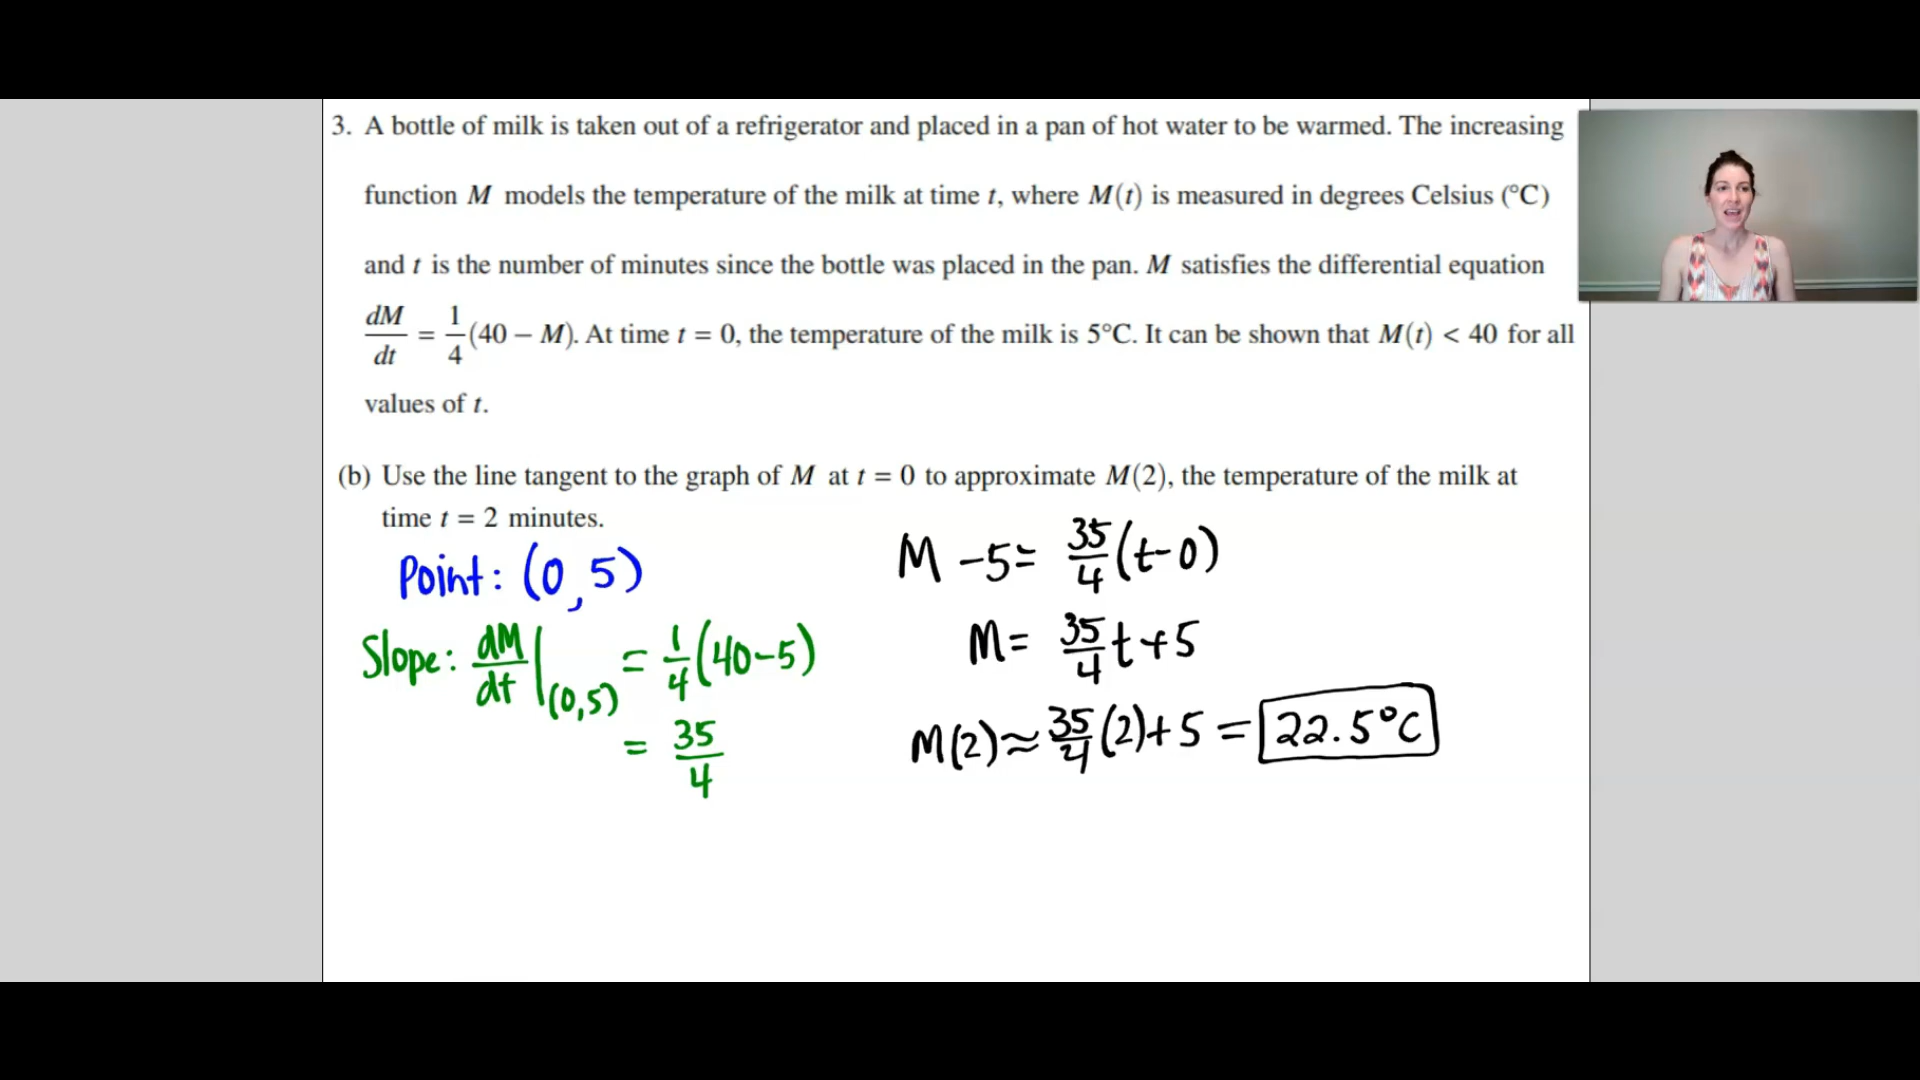 3. A bottle of milk is taken out of a refrigerator and placed in a pan of hot water to be warmed. The increasing
function M models the temperature of the milk at time t, where M(t) is measured in degrees Celsius (°C)
and t is the number of minutes since the bottle was placed in the pan. M satisfies the differential equation
dM/dt = 1/4(40 – M). At time t = 0, the temperature of the milk is 5°C. It can be shown that M(t) < 40 for all
values of t.
(b) Use the line tangent to the graph of M at t = 0 to approximate M(2), the temperature of the milk at
time t = 2 minutes.
Point: (0, 5)
Slope: dM/dt|(0,5) = 1/4(40-5)
= 35/4
M - 5 = 35/4(t-0)
M = 35/4t+5
M(2) ≈ 35/4(2)+5 = 22.5°C